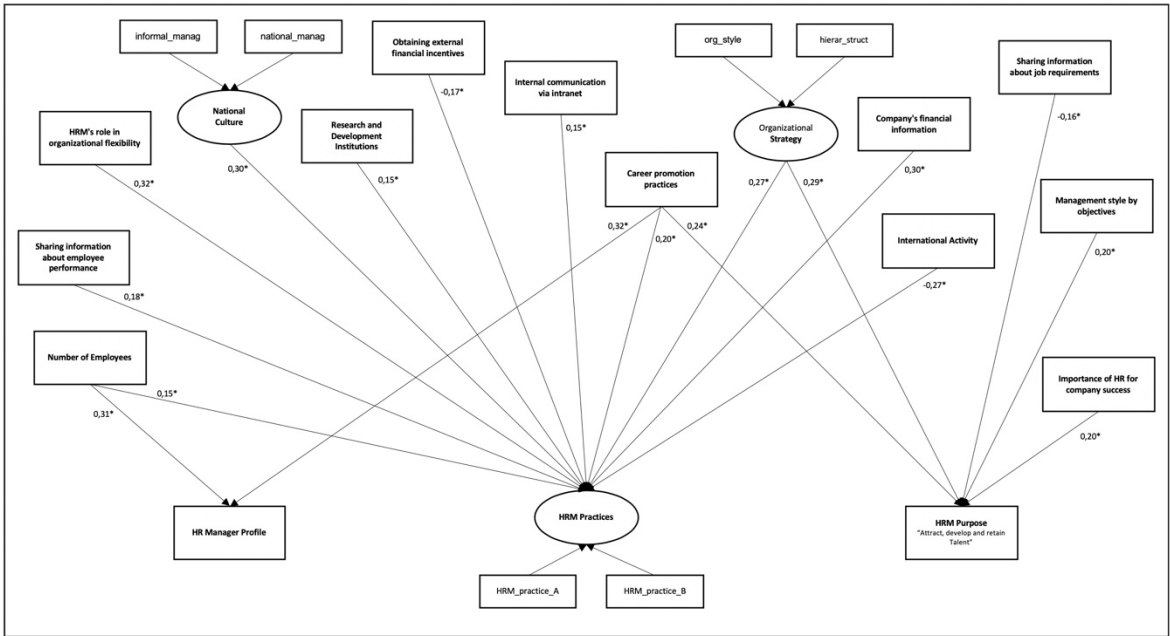 informal_manag
national_manag
Obtaining external
financial incentives
org_style
hierar_struct
Sharing information
about job requirements
Internal communication
via intranet
-0,17*
National
Culture
HRM's role in
organizational flexibility
Research and
Development
Institutions
Organizational
Strategy
Company's financial
information
-0,16*
0,15*
0,30*
0,32*
0,15*
Career promotion
practices
0,27*
0,29*
0,30*
Management style by
objectives
0,32*
0,20*
0,24*
International Activity
Sharing information
about employee
performance
0,20*
-0,27*
0,18*
Number of Employees
0,15*
0,31*
Importance of HR for
company success
0,20*
HR Manager Profile
HRM Practices
HRM Purpose
"Attract, develop and retain
Talent"
HRM_practice_A
HRM_practice_B